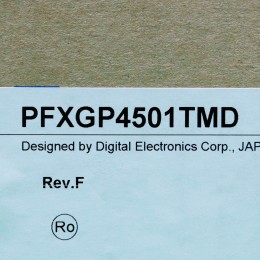 PFXGP4501TMD
Designed by Digital Electronics Corp., JAP
Rev.F
Ro